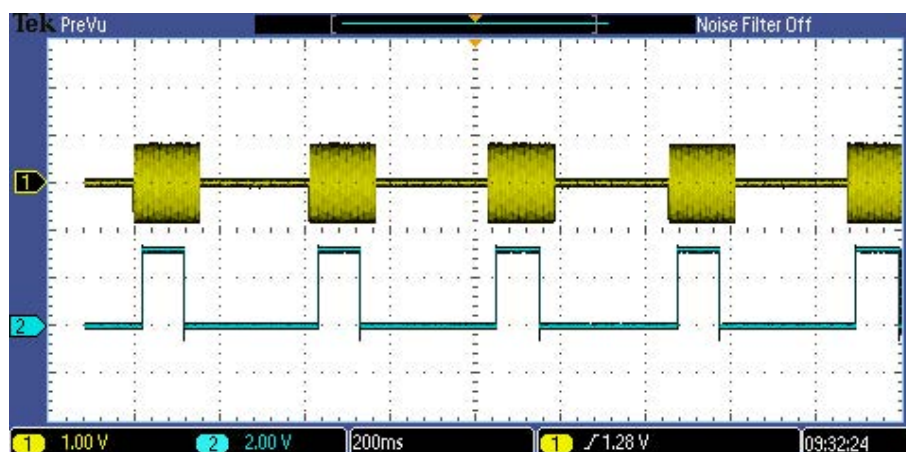 Tek PreVu Noise Filter Off
1
2
1 1.00 V 2 2.00 V 200ms 1 1.28 V 09:32:24